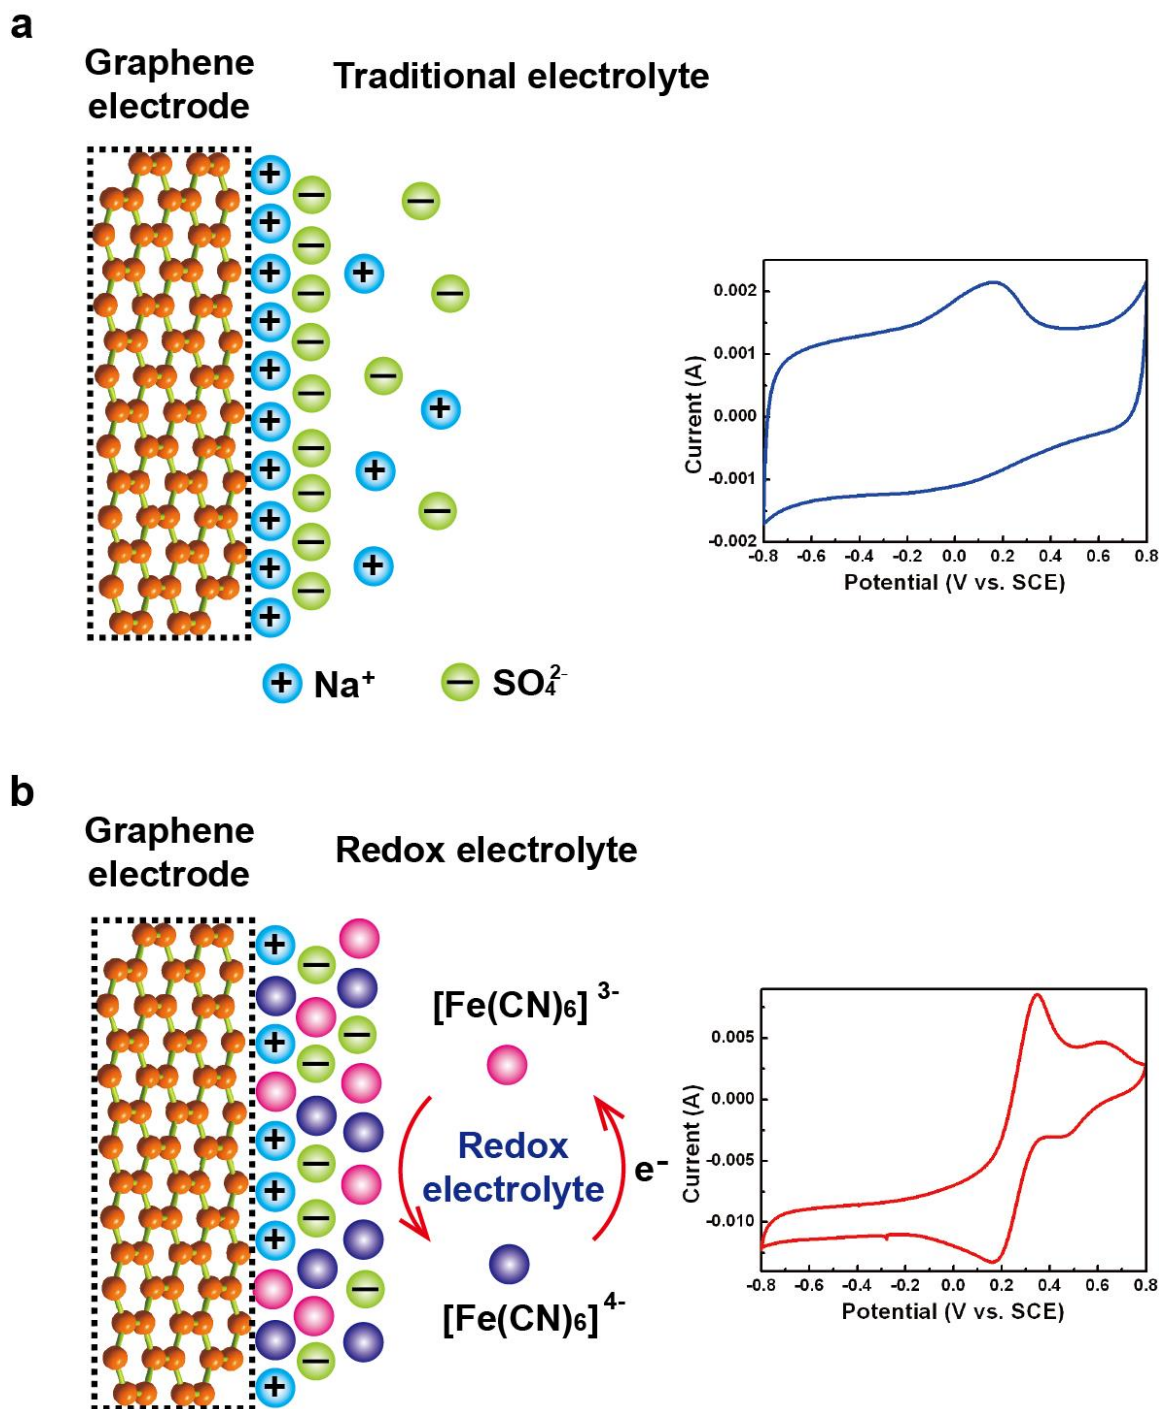 a
Graphene
electrode
Traditional electrolyte
+
−
Na⁺
SO₄²⁻
0.002
0.001
0.000
-0.001
-0.002
Current (A)
-0.8 -0.6 -0.4 -0.2 0.0 0.2 0.4 0.6 0.8
Potential (V vs. SCE)
b
Graphene
electrode
Redox electrolyte
[Fe(CN)₆]³⁻
Redox
electrolyte
e⁻
[Fe(CN)₆]⁴⁻
0.005
0.000
-0.005
-0.010
Current (A)
-0.8 -0.6 -0.4 -0.2 0.0 0.2 0.4 0.6 0.8
Potential (V vs. SCE)